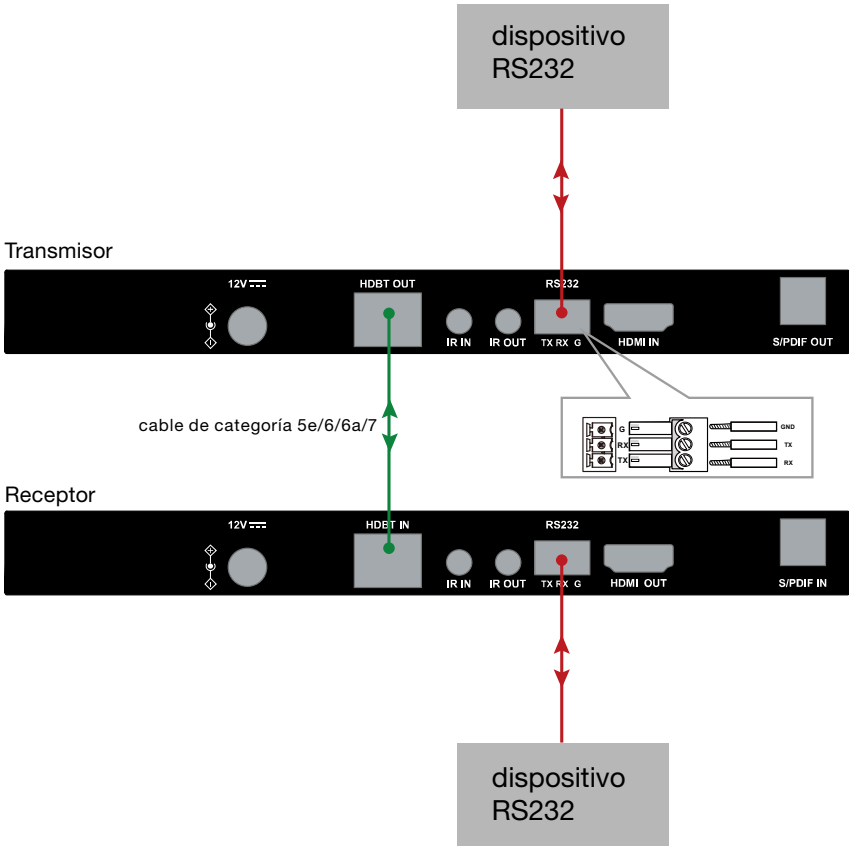 dispositivo
RS232
Transmisor
12V
HDBT OUT
RS232
IR IN
IR OUT
TX RX G
HDMI IN
S/PDIF OUT
G
GND
RX
TX
TX
RX
cable de categoría 5e/6/6a/7
Receptor
12V
HDBT IN
RS232
IR IN
IR OUT
TX RX G
HDMI OUT
S/PDIF IN
dispositivo
RS232